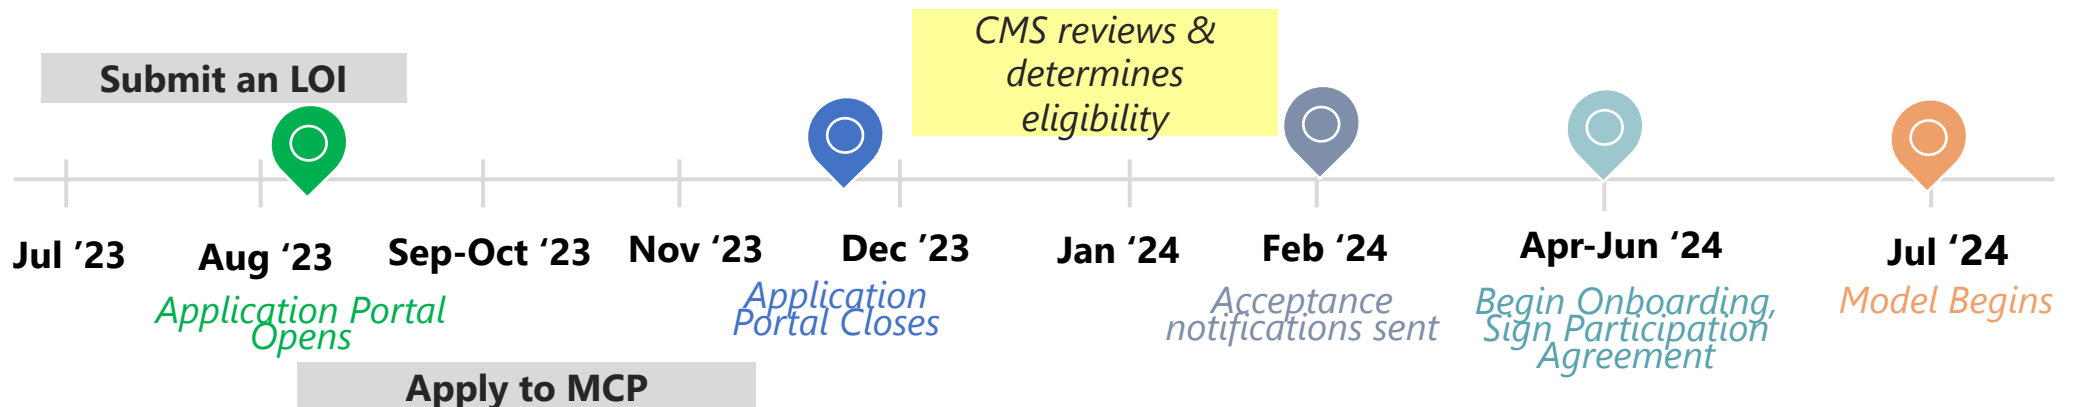 CMS reviews &
determines
eligibility
Submit an LOI
Jul ’23
Aug ‘23
Sep-Oct ‘23
Nov ‘23
Dec ’23
Jan ‘24
Feb ‘24
Apr-Jun ‘24
Jul ‘24
Application Portal
Opens
Application
Portal Closes
Acceptance
notifications sent
Begin Onboarding,
Sign Participation
Agreement
Model Begins
Apply to MCP